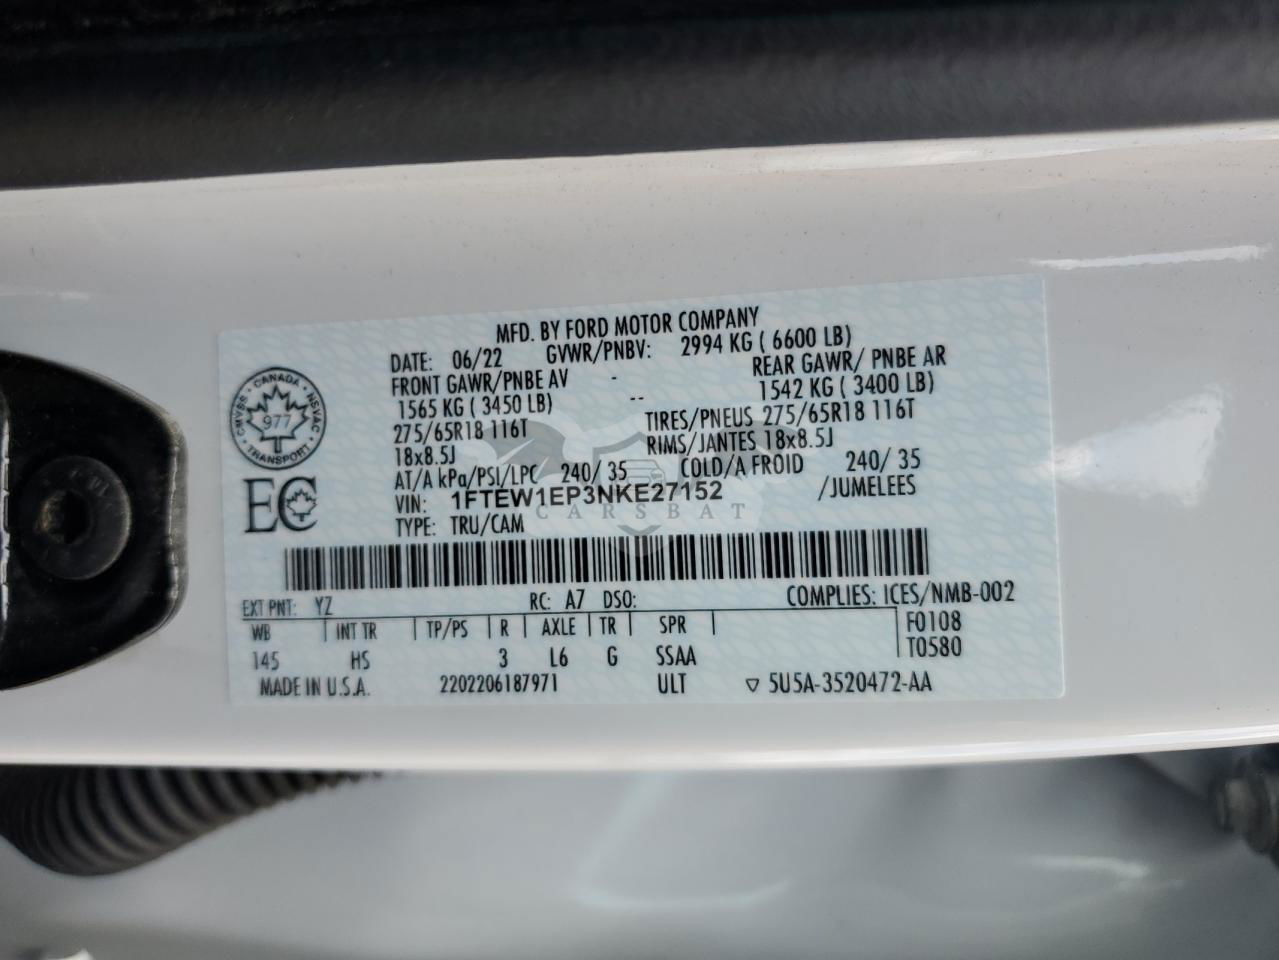 MFD. BY FORD MOTOR COMPANY
DATE: 06/22 GVWR/PNBV: 2994 KG ( 6600 LB)
FRONT GAWR/PNBE AV - REAR GAWR/ PNBE AR
1565 KG ( 3450 LB) -- 1542 KG ( 3400 LB)
275/65R18 116T TIRES/PNEUS 275/65R18 116T
18x8.5J RIMS/JANTES 18x8.5J
AT/A kPa/PSI/LPC 240/ 35 COLD/A FROID 240/ 35
VIN: 1FTEW1EP3NKE27152 /JUMELEES
TYPE: TRU/CAM
CANADA
CMVSS NSVAC
977
TRANSPORT
EC
CARSBAT
EXT PNT: YZ RC: A7 DSO: COMPLIES: ICES/NMB-002
WB INT TR TP/PS R AXLE TR SPR F0108
T0580
145 HS 3 L6 G SSAA
MADE IN U.S.A. 2202206187971 ULT ▽ 5U5A-3520472-AA